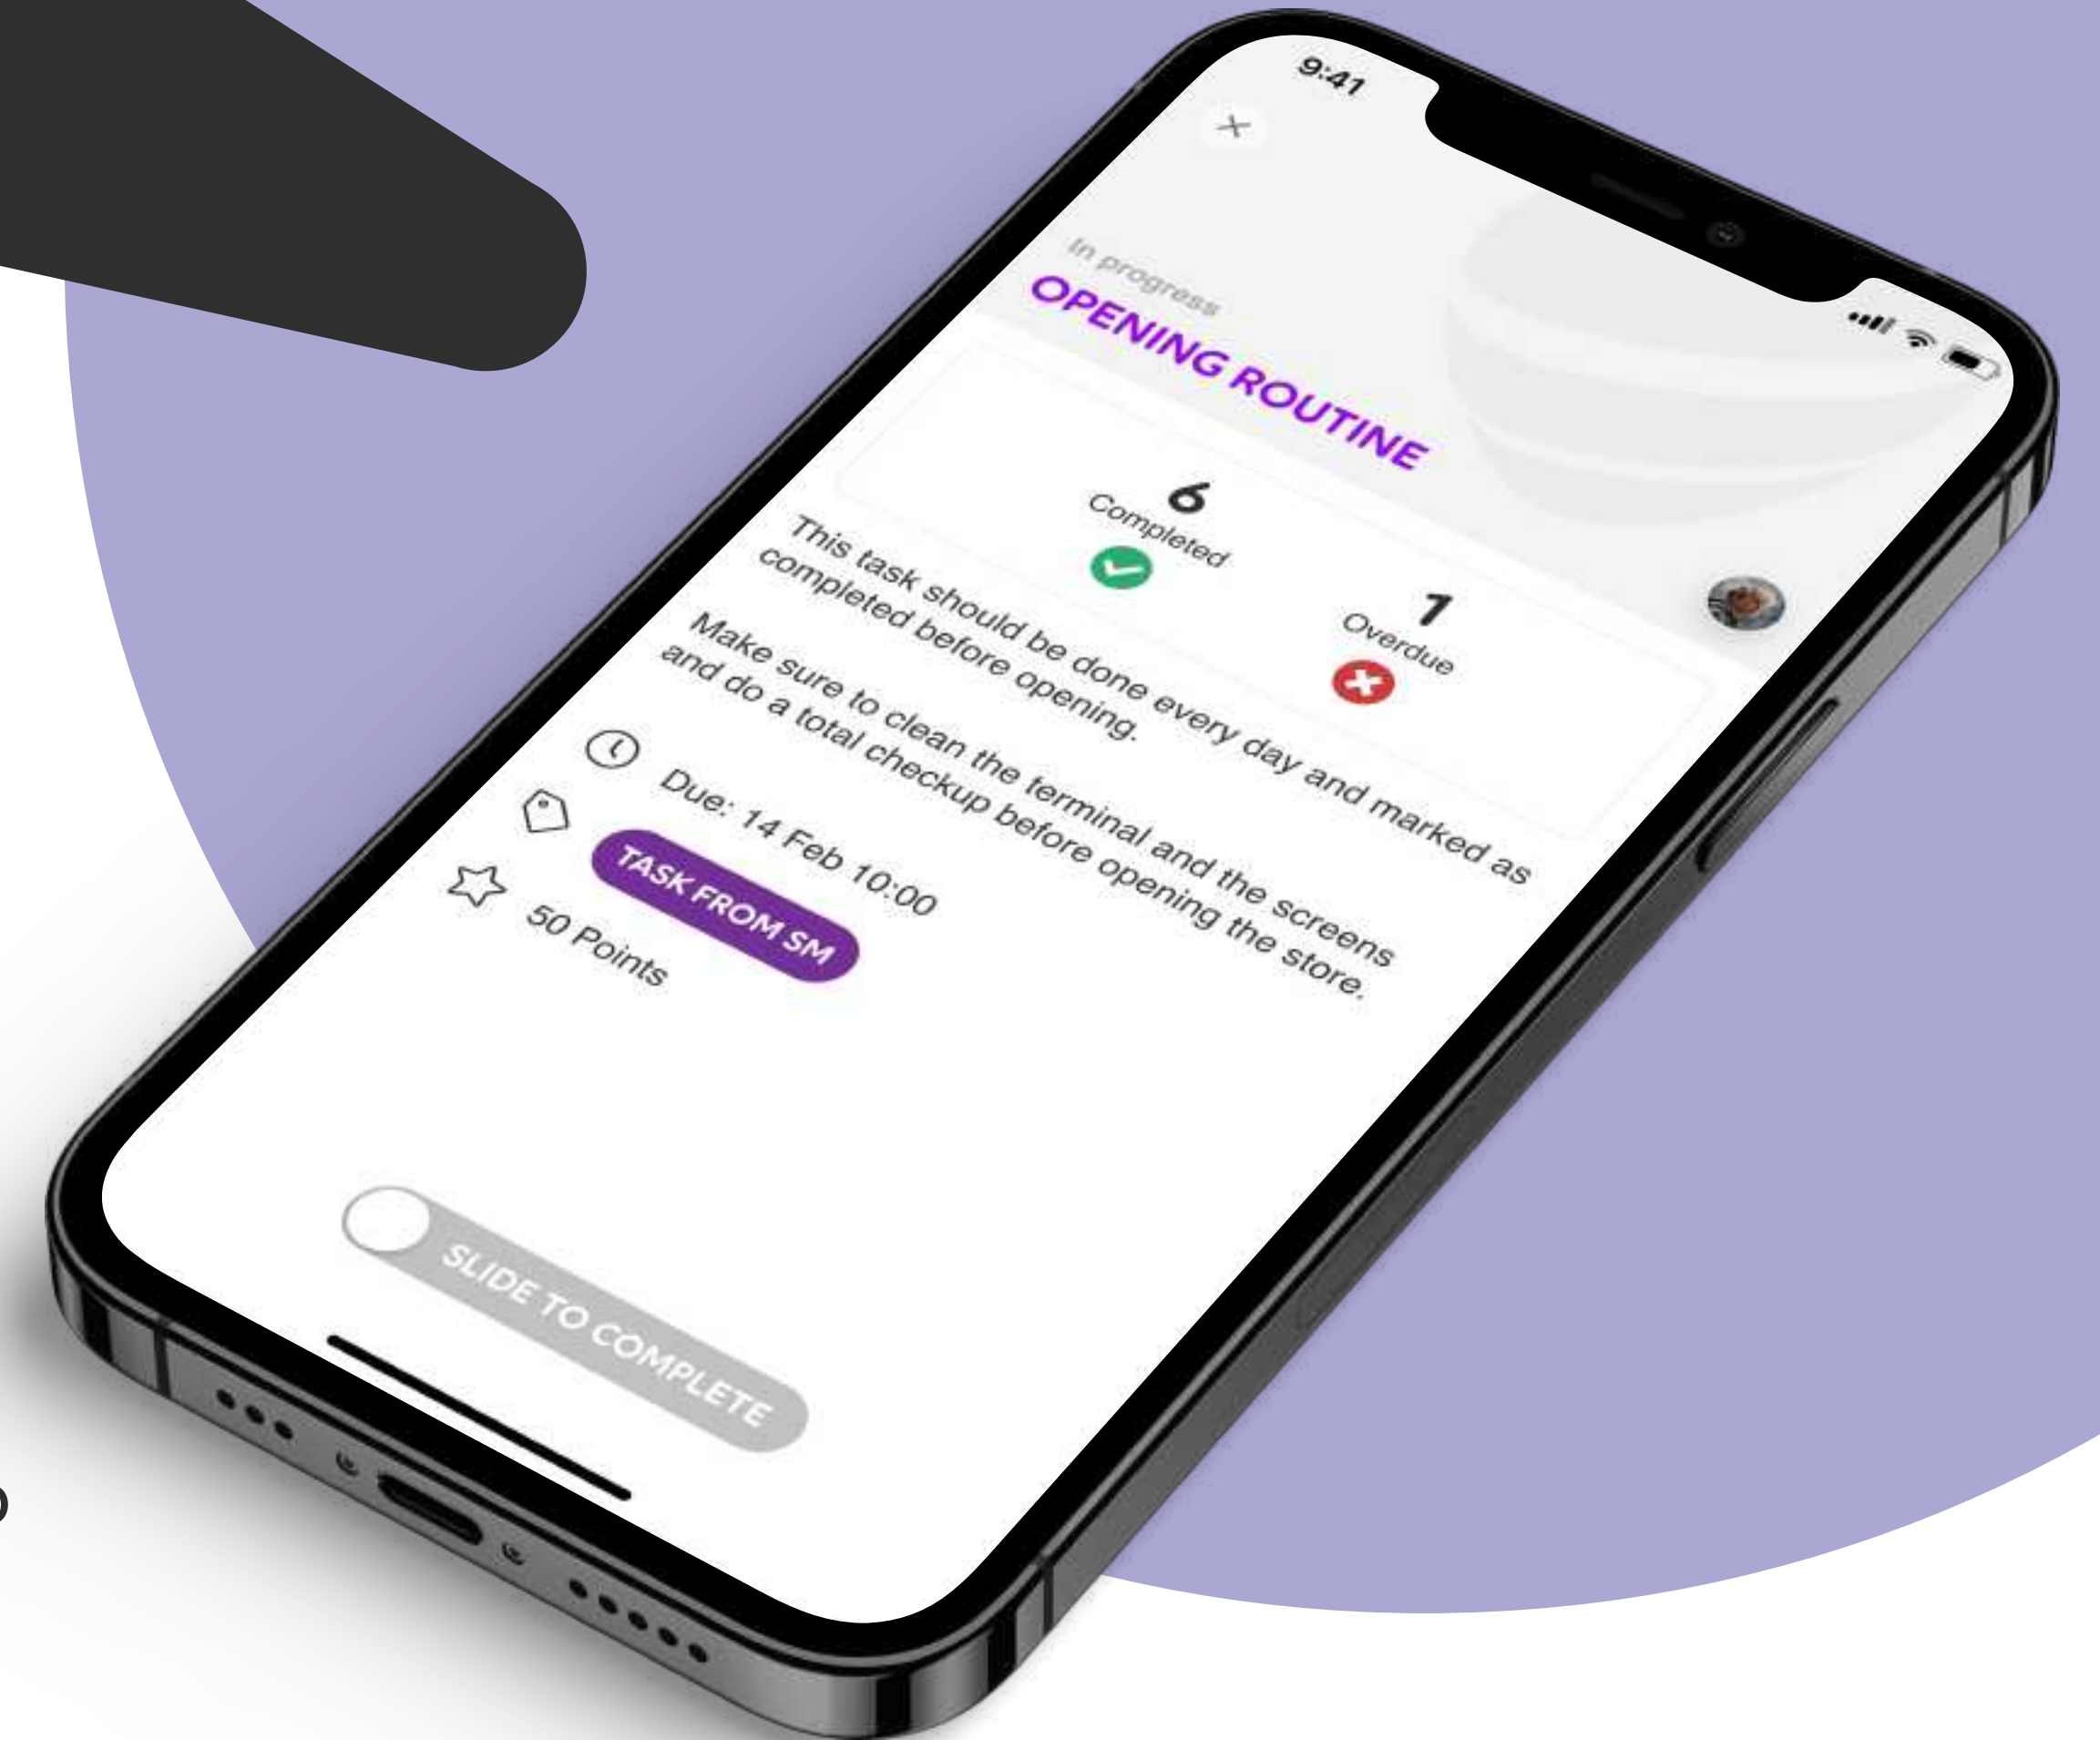 9:41
In progress
OPENING ROUTINE
6
Completed
1
Overdue
This task should be done every day and marked as
completed before opening.
Make sure to clean the terminal and the screens
and do a total checkup before opening the store.
Due: 14 Feb 10:00
TASK FROM SM
50 Points
SLIDE TO COMPLETE